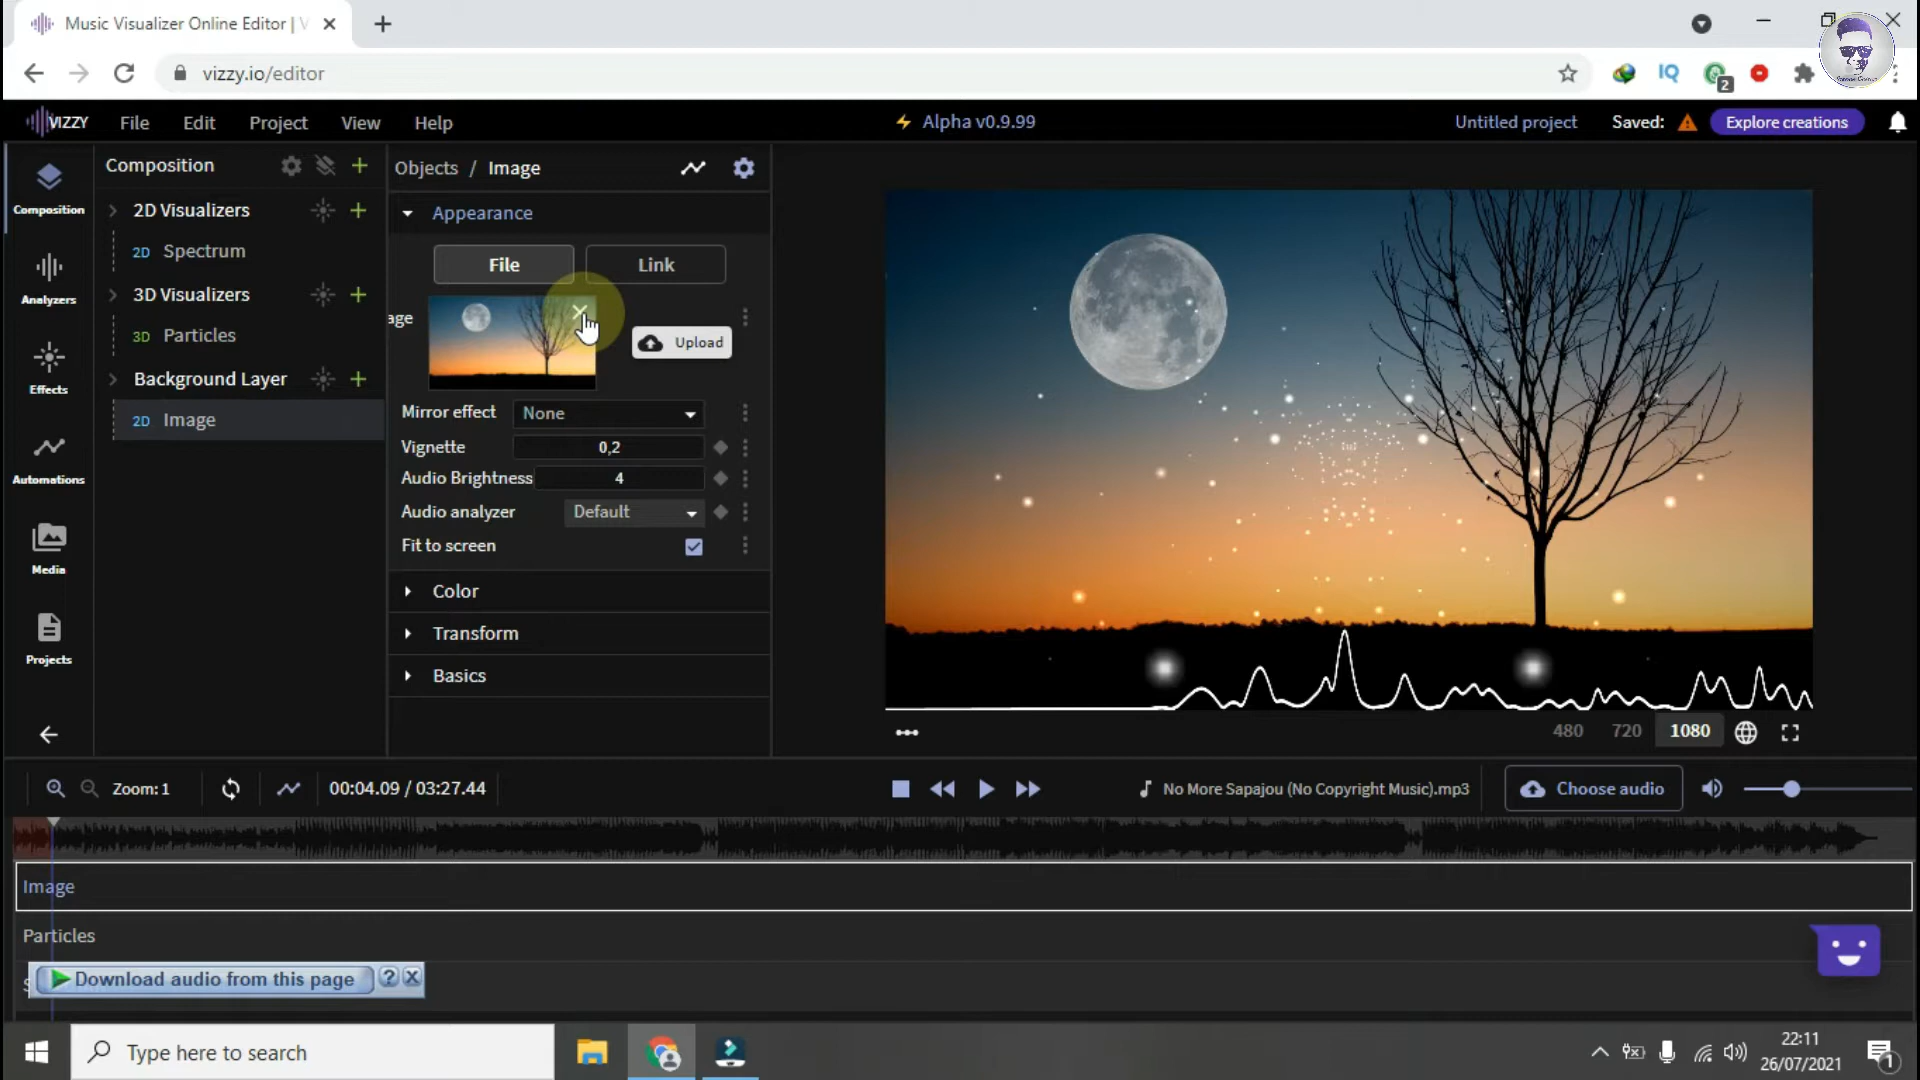 Music Visualizer Online Editor | V
vizzy.io/editor
IQ
2
VIZZY
File
Edit
Project
View
Help
Alpha v0.9.99
Untitled project
Saved:
Explore creations
Composition
Analyzers
Effects
Automations
Media
Projects
Composition
2D Visualizers
2D Spectrum
3D Visualizers
3D Particles
Background Layer
2D Image
Objects / Image
Appearance
File
Link
age
Upload
Mirror effect None
Vignette 0,2
Audio Brightness 4
Audio analyzer Default
Fit to screen
Color
Transform
Basics
480 720 1080
Zoom: 1
00:04.09 / 03:27.44
No More Sapajou (No Copyright Music).mp3
Choose audio
Image
Particles
S
Download audio from this page
?
Type here to search
22:11
26/07/2021
1